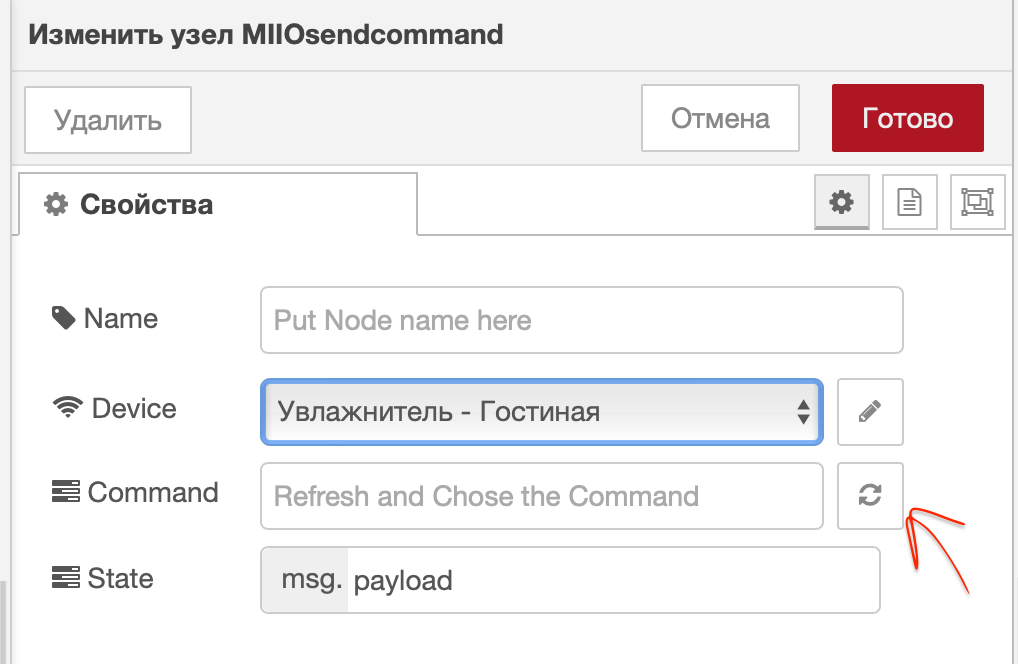 Изменить узел MIIOsendcommand
Удалить
Отмена
Готово
Свойства
Name
Put Node name here
Device
Увлажнитель - Гостиная
Command
Refresh and Chose the Command
State
msg. payload